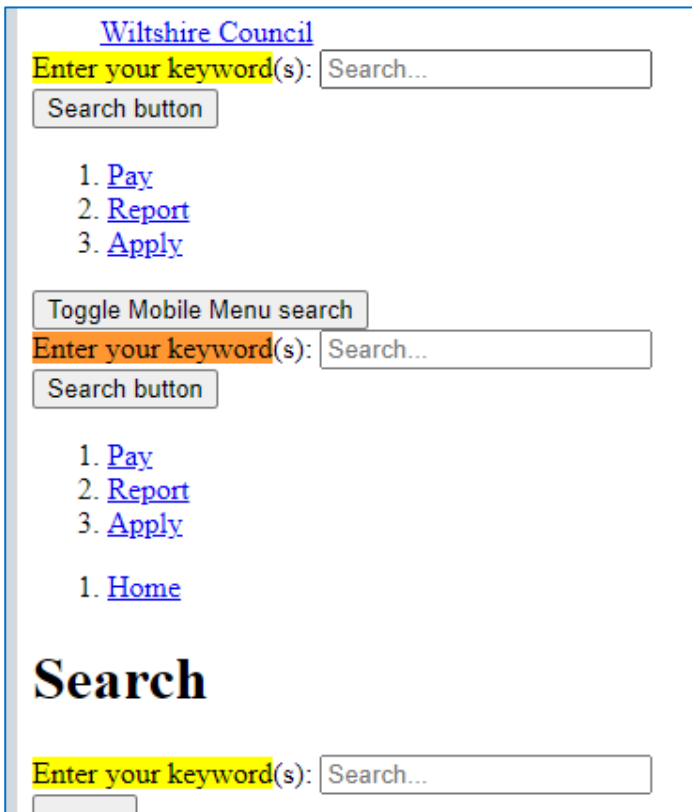 Wiltshire Council
Enter your keyword(s): Search...
Search button
1. Pay
2. Report
3. Apply
Toggle Mobile Menu search
Enter your keyword(s): Search...
Search button
1. Pay
2. Report
3. Apply
1. Home
Search
Enter your keyword(s): Search...